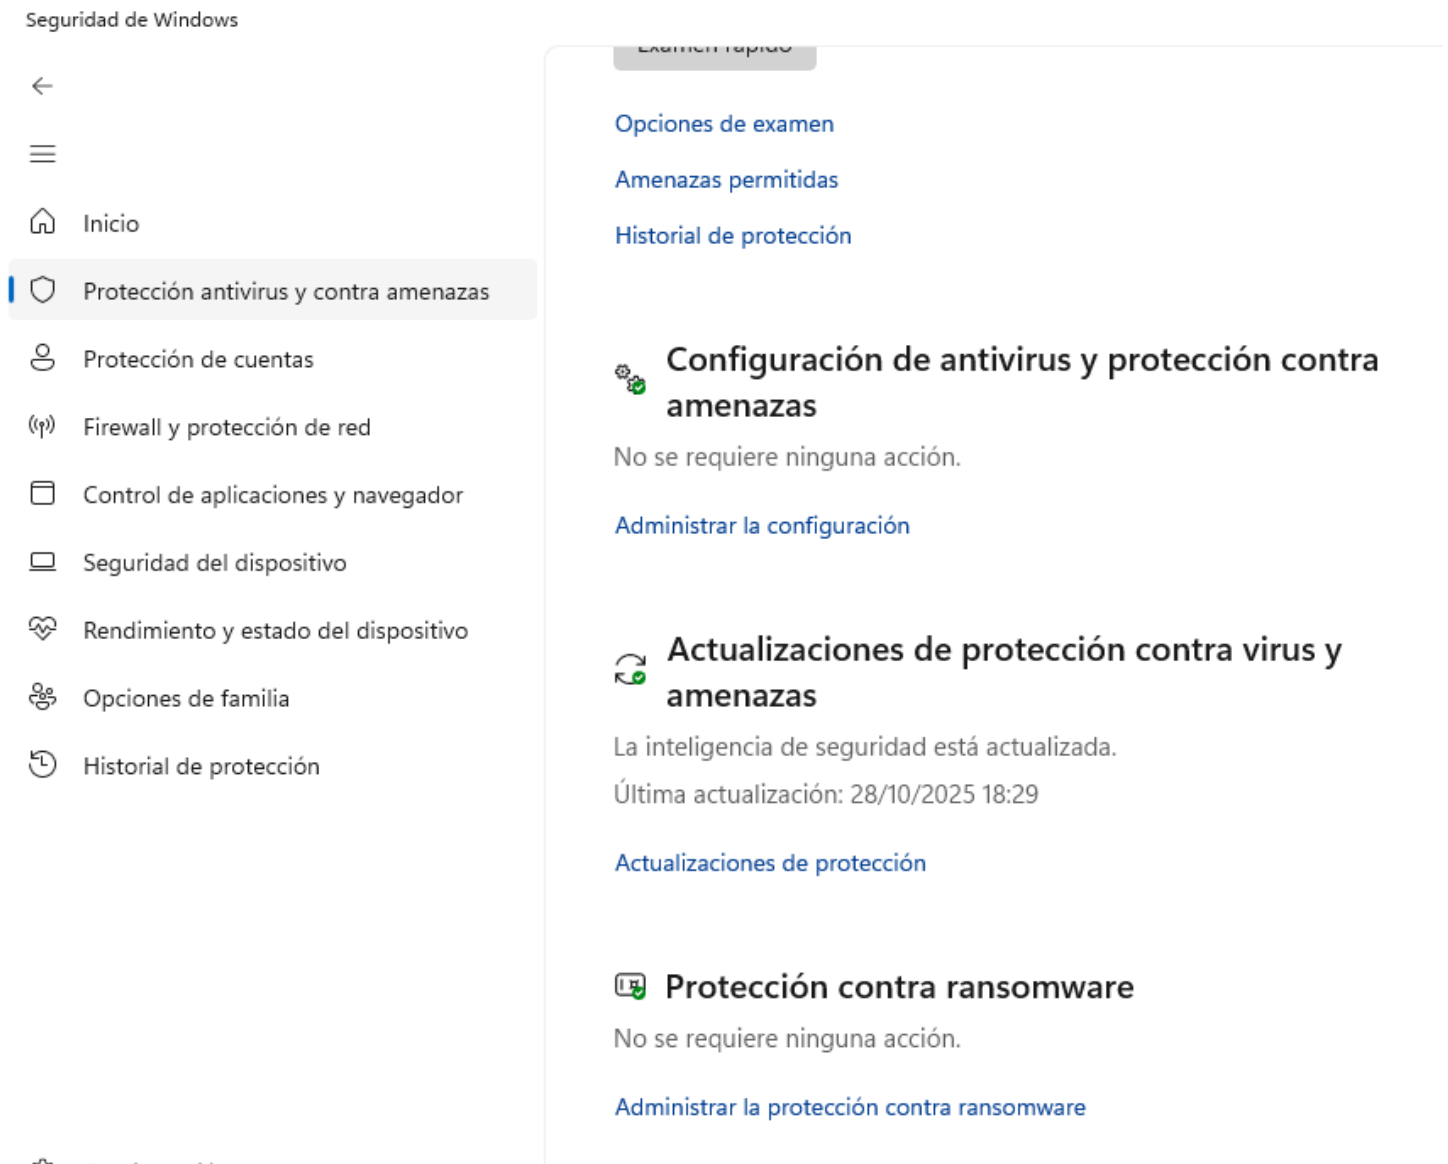 Seguridad de Windows
Inicio
Protección antivirus y contra amenazas
Protección de cuentas
Firewall y protección de red
Control de aplicaciones y navegador
Seguridad del dispositivo
Rendimiento y estado del dispositivo
Opciones de familia
Historial de protección
Examen rápido
Opciones de examen
Amenazas permitidas
Historial de protección
Configuración de antivirus y protección contra
amenazas
No se requiere ninguna acción.
Administrar la configuración
Actualizaciones de protección contra virus y
amenazas
La inteligencia de seguridad está actualizada.
Última actualización: 28/10/2025 18:29
Actualizaciones de protección
Protección contra ransomware
No se requiere ninguna acción.
Administrar la protección contra ransomware